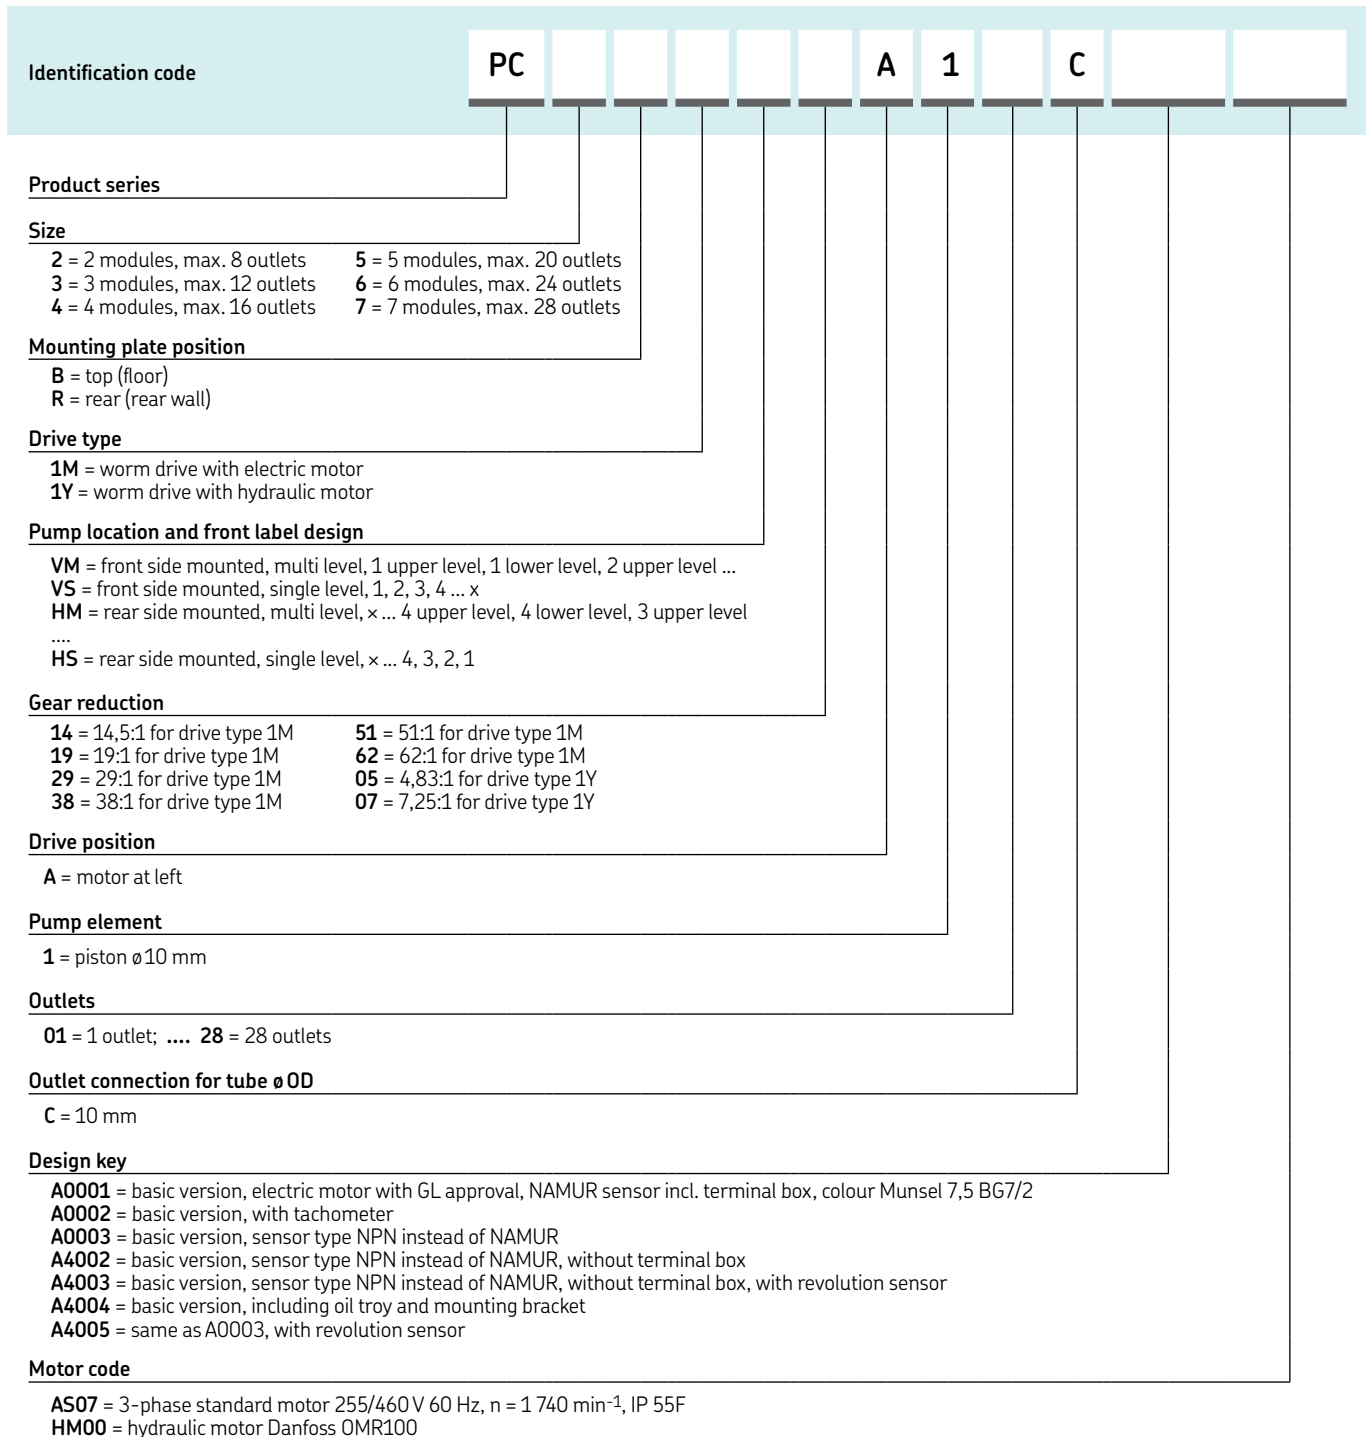 Identification code PC A 1 C
Product series
Size
2 = 2 modules, max. 8 outlets 5 = 5 modules, max. 20 outlets
3 = 3 modules, max. 12 outlets 6 = 6 modules, max. 24 outlets
4 = 4 modules, max. 16 outlets 7 = 7 modules, max. 28 outlets
Mounting plate position
B = top (floor)
R = rear (rear wall)
Drive type
1M = worm drive with electric motor
1Y = worm drive with hydraulic motor
Pump location and front label design
VM = front side mounted, multi level, 1 upper level, 1 lower level, 2 upper level ...
VS = front side mounted, single level, 1, 2, 3, 4 ... x
HM = rear side mounted, multi level, × ... 4 upper level, 4 lower level, 3 upper level
....
HS = rear side mounted, single level, × ... 4, 3, 2, 1
Gear reduction
14 = 14,5:1 for drive type 1M 51 = 51:1 for drive type 1M
19 = 19:1 for drive type 1M 62 = 62:1 for drive type 1M
29 = 29:1 for drive type 1M 05 = 4,83:1 for drive type 1Y
38 = 38:1 for drive type 1M 07 = 7,25:1 for drive type 1Y
Drive position
A = motor at left
Pump element
1 = piston ø 10 mm
Outlets
01 = 1 outlet; .... 28 = 28 outlets
Outlet connection for tube ø OD
C = 10 mm
Design key
A0001 = basic version, electric motor with GL approval, NAMUR sensor incl. terminal box, colour Munsel 7,5 BG7/2
A0002 = basic version, with tachometer
A0003 = basic version, sensor type NPN instead of NAMUR
A4002 = basic version, sensor type NPN instead of NAMUR, without terminal box
A4003 = basic version, sensor type NPN instead of NAMUR, without terminal box, with revolution sensor
A4004 = basic version, including oil troy and mounting bracket
A4005 = same as A0003, with revolution sensor
Motor code
AS07 = 3-phase standard motor 255/460 V 60 Hz, n = 1 740 min-1, IP 55F
HM00 = hydraulic motor Danfoss OMR100